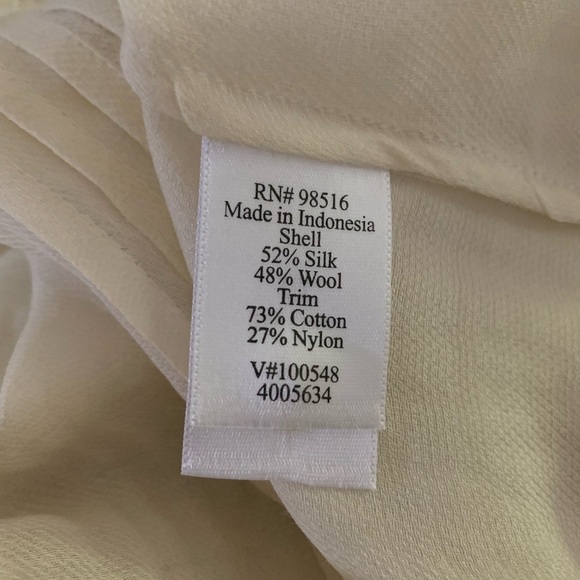 RN# 98516
Made in Indonesia
Shell
52% Silk
48% Wool
Trim
73% Cotton
27% Nylon
V#100548
4005634